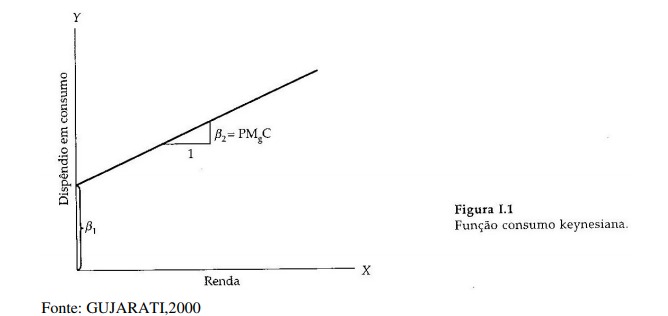 Y
Dispêndio em consumo
β₂ = PMgC
1
β₁
X
Renda
Figura I.1
Função consumo keynesiana.
Fonte: GUJARATI,2000